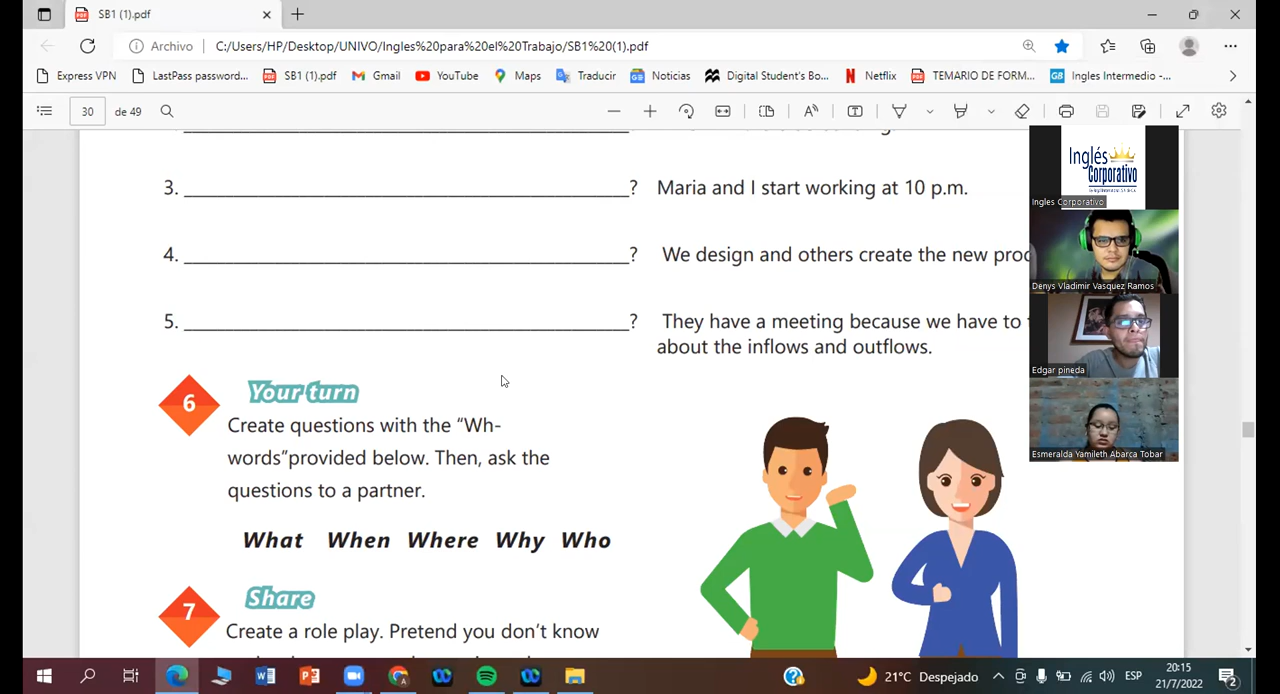 SB1 (1).pdf
Archivo
C:/Users/HP/Desktop/UNIVO/Ingles%20para%20el%20Trabajo/SB1%20(1).pdf
Express VPN
LastPass password...
SB1 (1).pdf
Gmail
YouTube
Maps
Traducir
Noticias
Digital Student's Bo...
Netflix
TEMARIO DE FORM...
Ingles Intermedio -...
30
de 49
3. ______________________________? Maria and I start working at 10 p.m.
4. ______________________________? We design and others create the new
5. ______________________________? They have a meeting because we have to
about the inflows and outflows.
6
Your turn
Create questions with the "Wh-
words"provided below. Then, ask the
questions to a partner.
What When Where Why Who
7
Share
Create a role play. Pretend you don't know
Inglés
Corporativo
Ingles Corporativo
Denys Vladimir Vasquez Ramos
Edgar pineda
Esmeralda Yamileth Abarca Tobar
21°C Despejado
ESP
20:15
21/7/2022
2